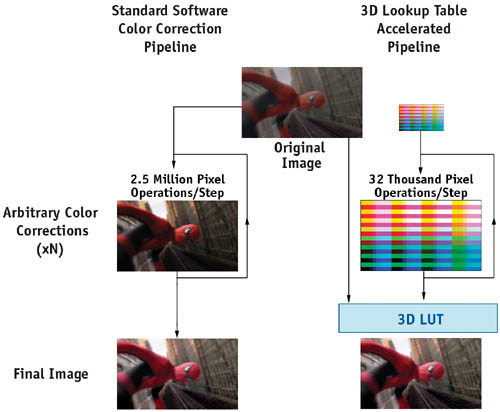 Standard Software
Color Correction
Pipeline
3D Lookup Table
Accelerated
Pipeline
Original
Image
2.5 Million Pixel
Operations/Step
32 Thousand Pixel
Operations/Step
Arbitrary Color
Corrections
(xN)
3D LUT
Final Image